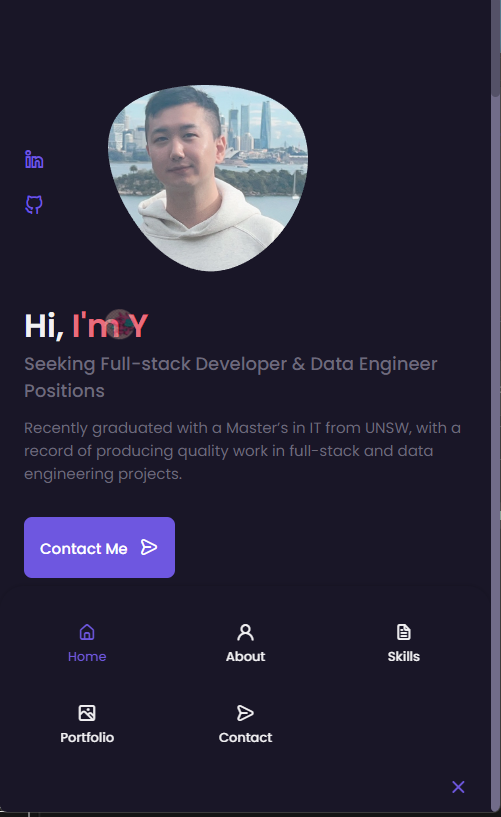 Hi, I'm Y
Seeking Full-stack Developer & Data Engineer
Positions
Recently graduated with a Master's in IT from UNSW, with a
record of producing quality work in full-stack and data
engineering projects.
Contact Me
Home
About
Skills
Portfolio
Contact